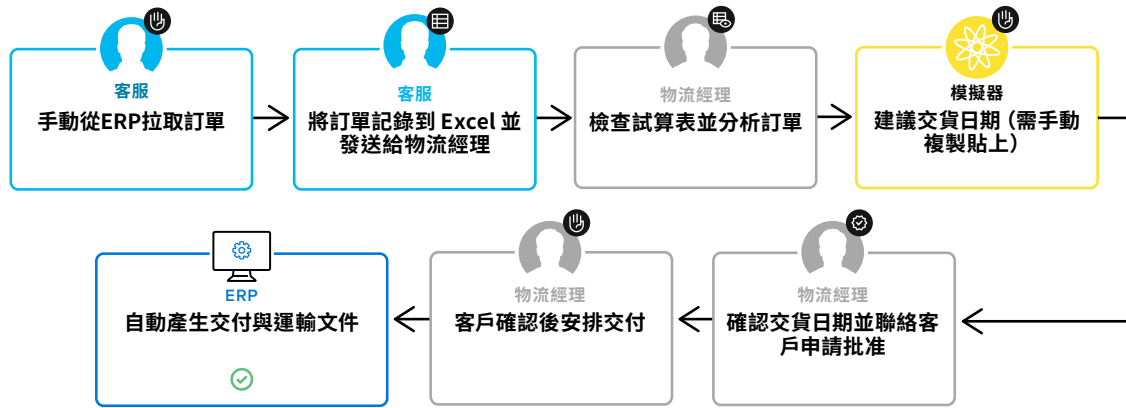 客服
手動從ERP拉取訂單
客服
將訂單記錄到 Excel 並
發送給物流經理
物流經理
檢查試算表並分析訂單
模擬器
建議交貨日期（需手動
複製貼上）
ERP
自動產生交付與運輸文件
物流經理
客戶確認後安排交付
物流經理
確認交貨日期並聯絡客
戶申請批准